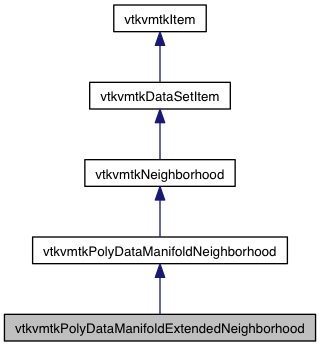 vtkvmtkItem
vtkvmtkDataSetItem
vtkvmtkNeighborhood
vtkvmtkPolyDataManifoldNeighborhood
vtkvmtkPolyDataManifoldExtendedNeighborhood